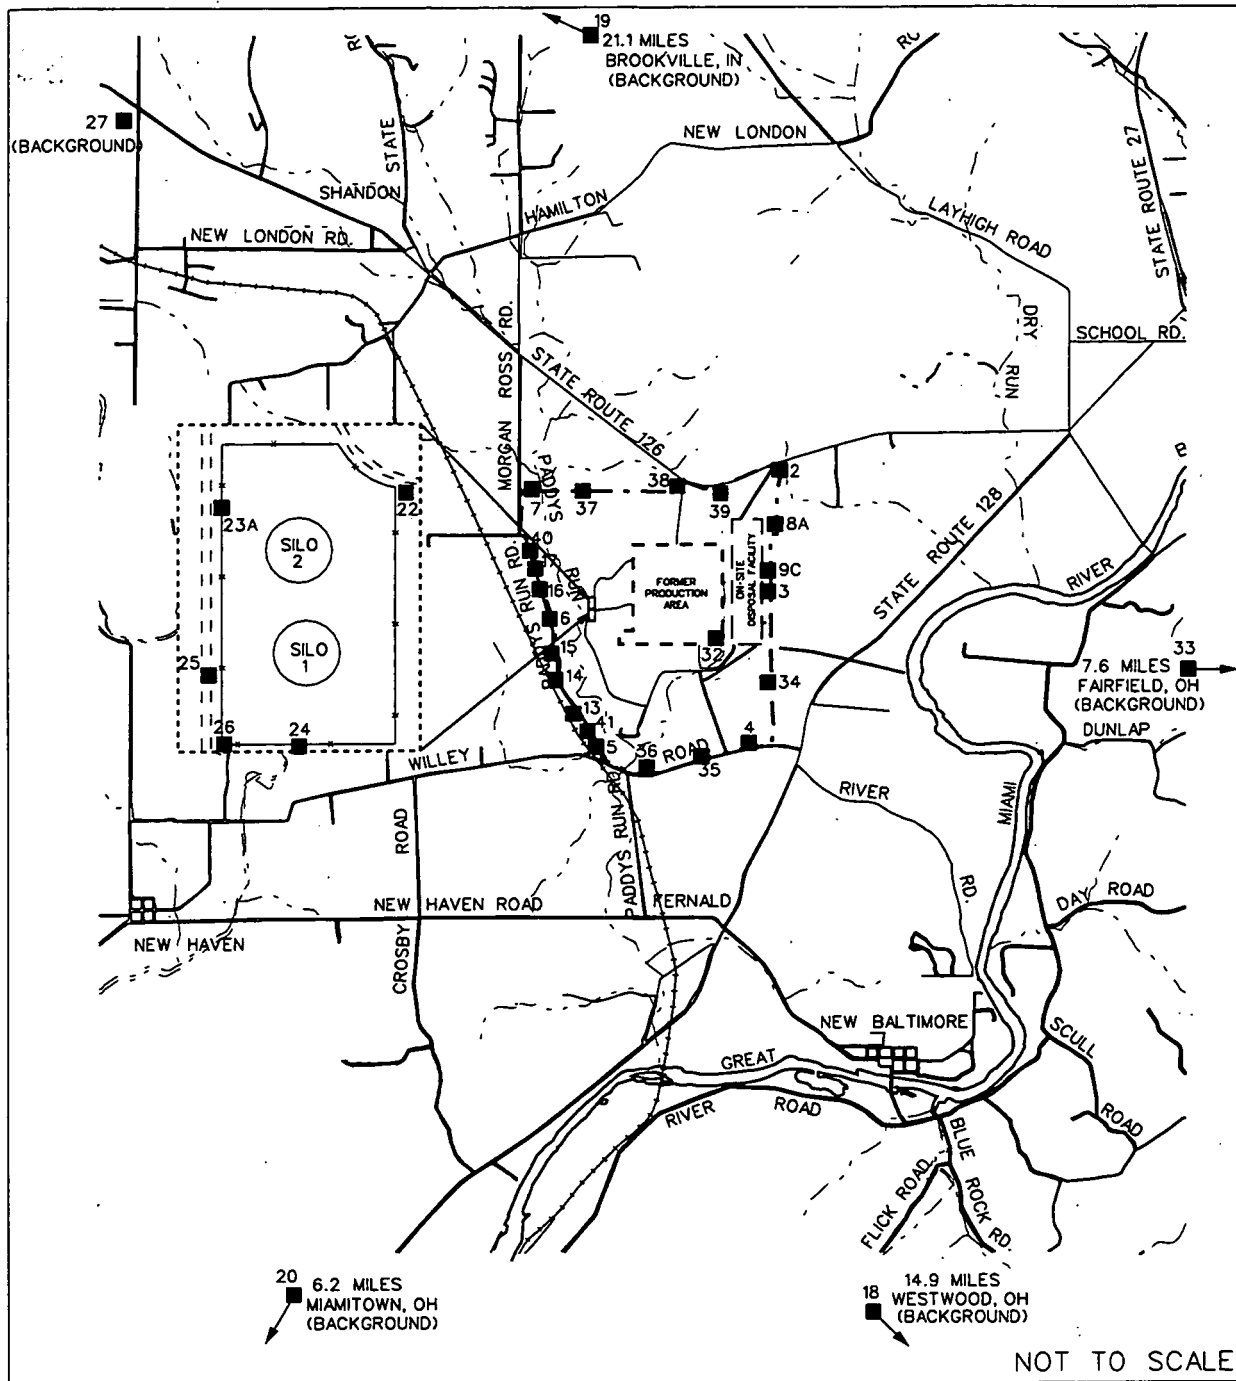 19
21.1 MILES
BROOKVILLE, IN
(BACKGROUND)
27
(BACKGROUND)
STATE
SHANDON
NEW LONDON
HAMILTON
LAYHIGH ROAD
STATE ROUTE 27
NEW LONDON RD.
MORGAN ROSS RD.
STATE ROUTE 126
DRY RUN
SCHOOL RD.
PADDYS RUN
STATE ROUTE 128
22
23A
SILO
2
SILO
1
25
26
24
7
37
38
39
2
8A
9C
3
40
17
16
6
15
14
13
41
5
PADDYS RUN RD.
FORMER
PRODUCTION
AREA
ON-SITE
DISPOSAL FACILITY
32
34
4
36
35
WILLEY ROAD
RIVER
33
7.6 MILES
FAIRFIELD, OH
(BACKGROUND)
DUNLAP
MIAMI
RIVER RD.
CROSBY ROAD
PADDYS RUN RD.
NEW HAVEN ROAD
FERNALD
DAY ROAD
NEW HAVEN
NEW BALTIMORE
GREAT
SCULL ROAD
RIVER ROAD
BLUE ROCK RD.
FLICK ROAD
20
6.2 MILES
MIAMITOWN, OH
(BACKGROUND)
18
14.9 MILES
WESTWOOD, OH
(BACKGROUND)
NOT TO SCALE